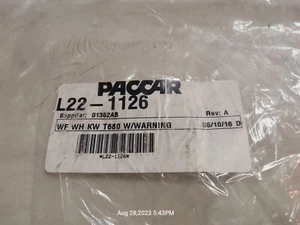 PACCAR
L22-1126
Supplier: 01352AB Rev: A
WF WH KW T680 W/WARNING 05/10/16 D
*L22-1126*
Aug 28,2023 5:43PM